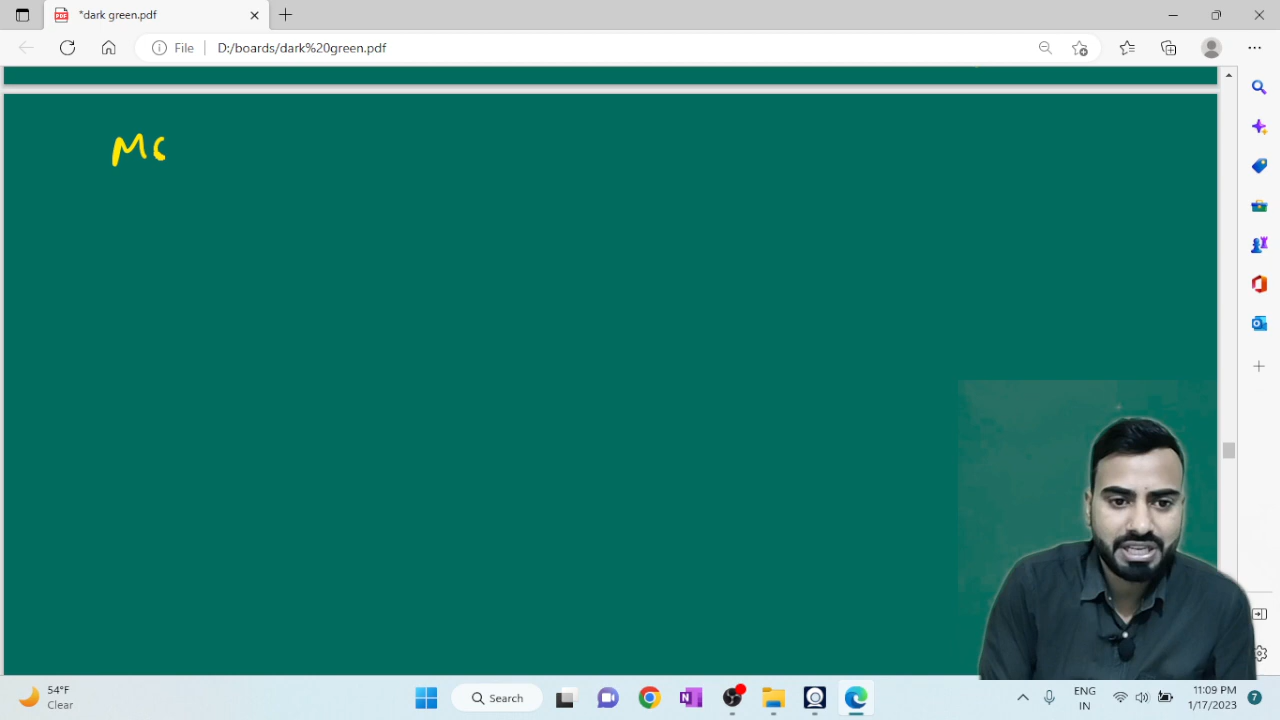 *dark green.pdf
File D:/boards/dark%20green.pdf
M
54°F
Clear
Search
ENG
IN
11:09 PM
1/17/2023
7